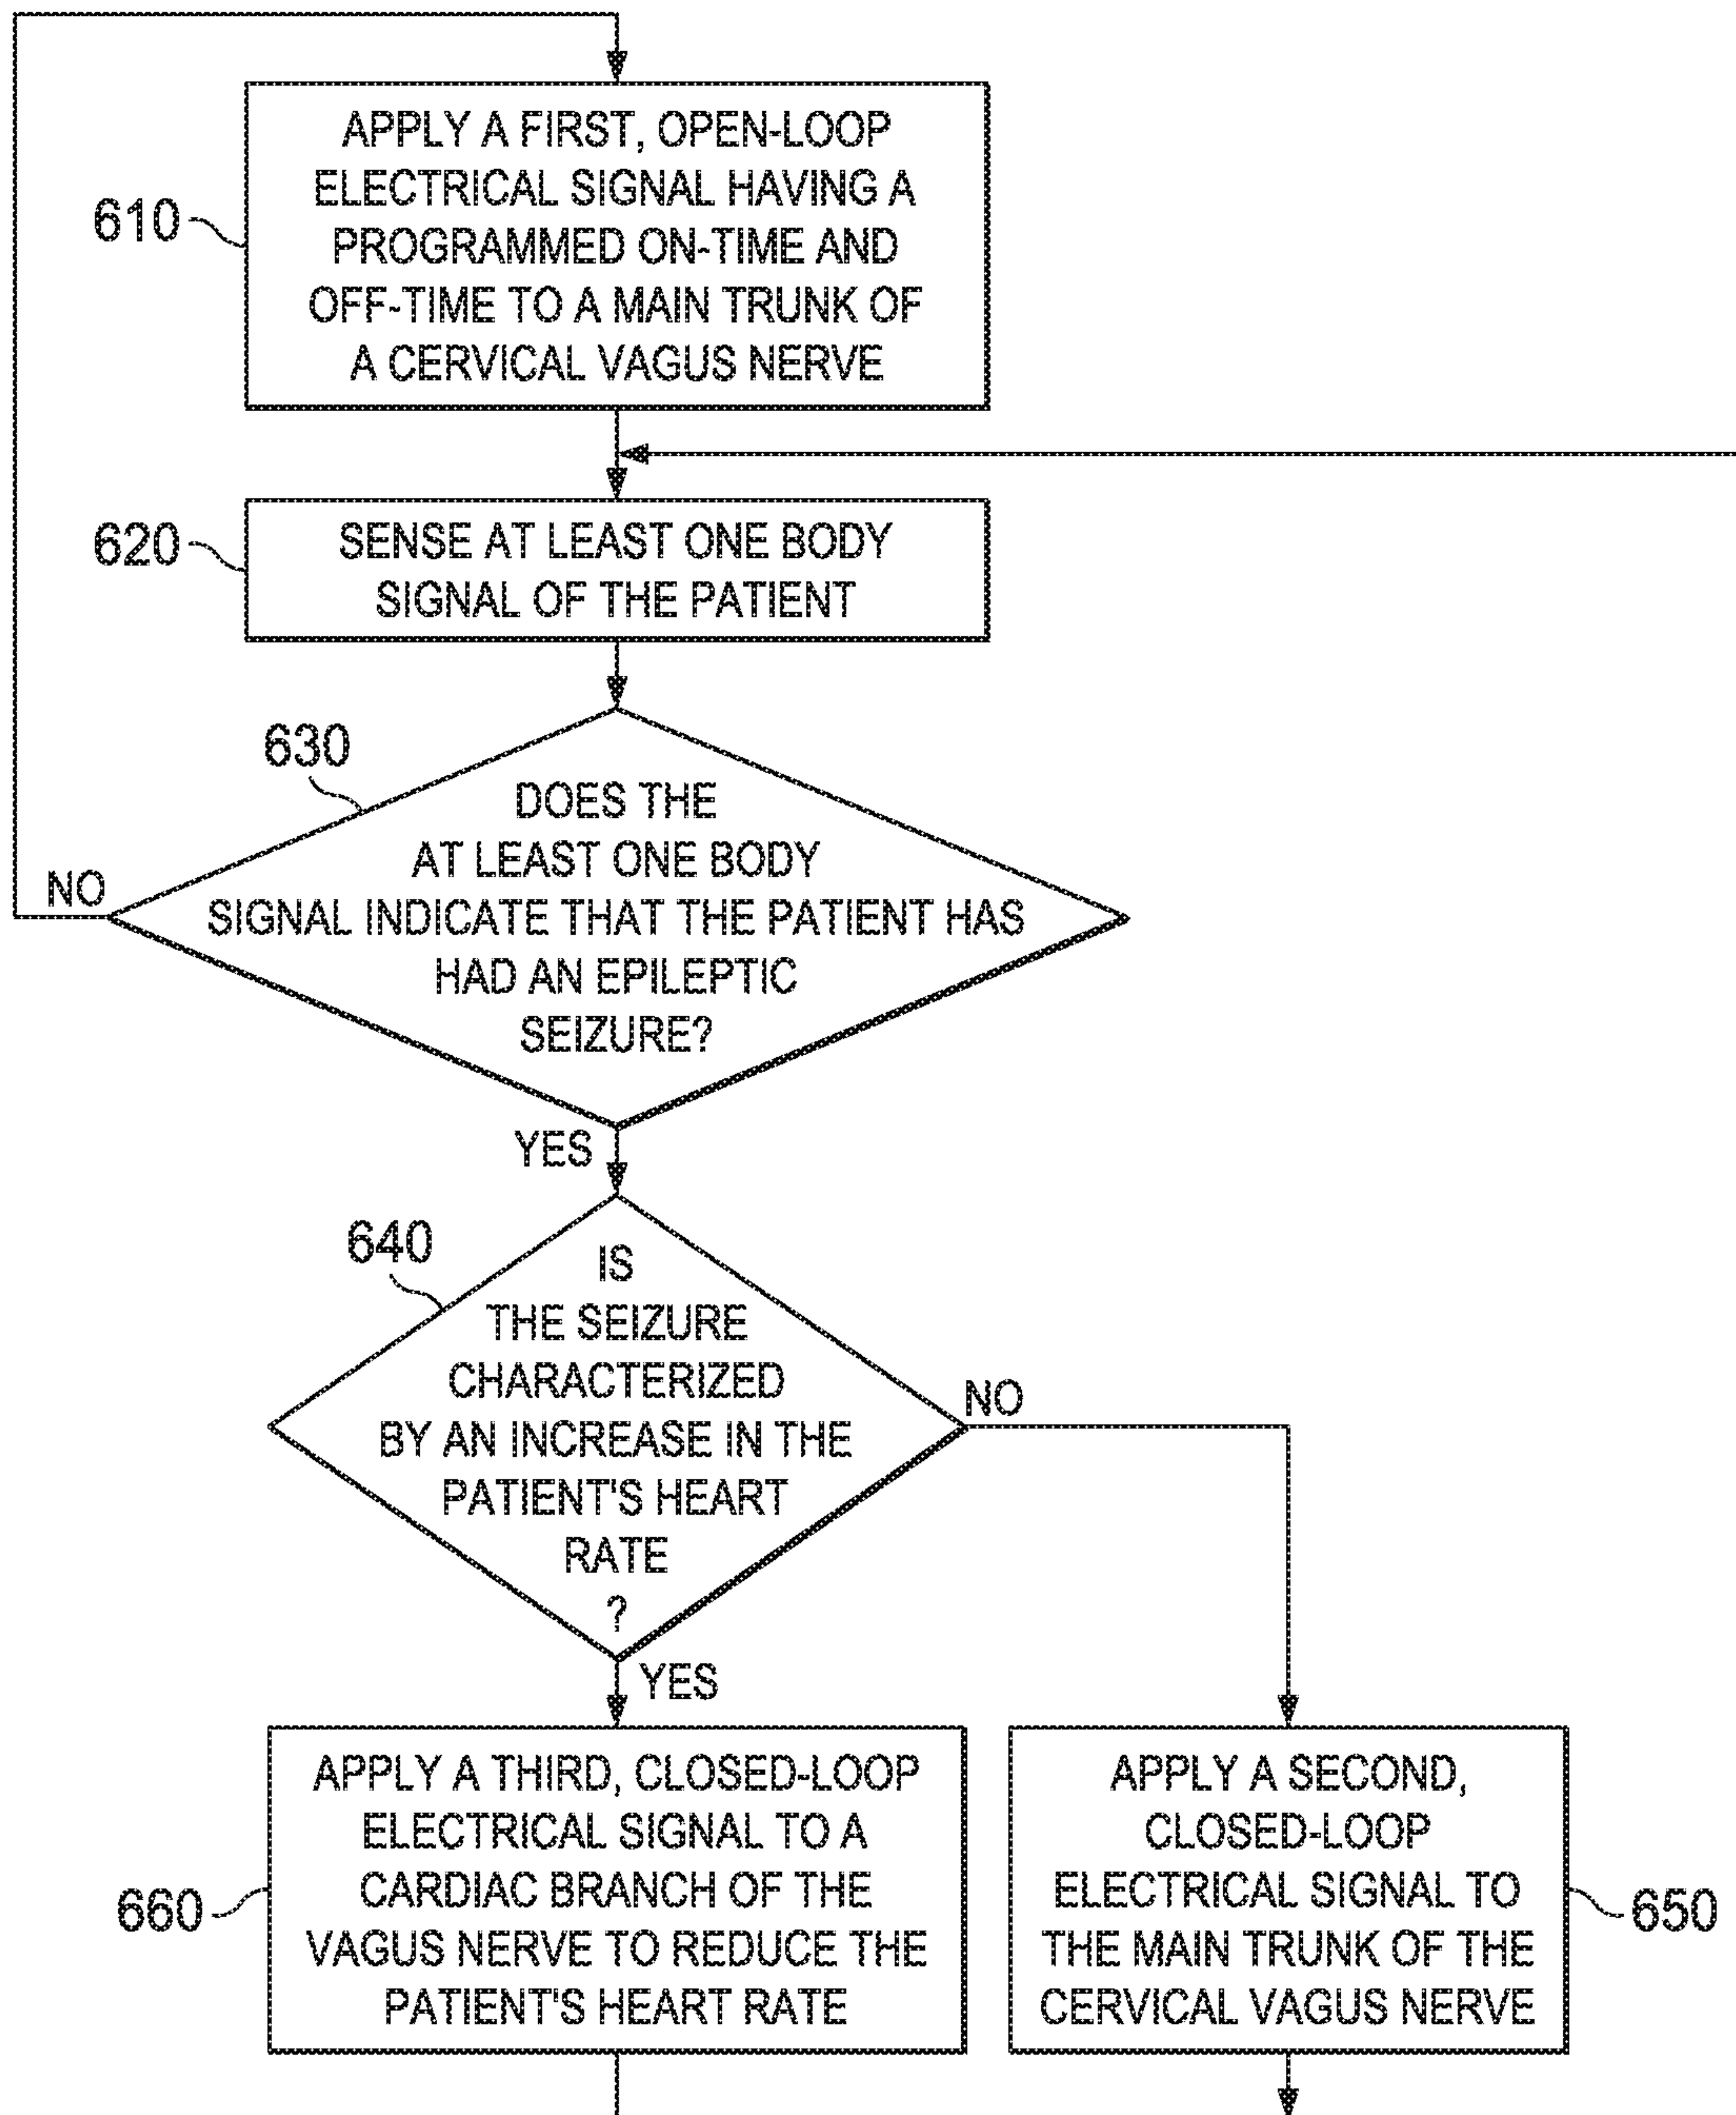 APPLY A FIRST, OPEN-LOOP
ELECTRICAL SIGNAL HAVING A
PROGRAMMED ON-TIME AND
OFF-TIME TO A MAIN TRUNK OF
A CERVICAL VAGUS NERVE
610
SENSE AT LEAST ONE BODY
SIGNAL OF THE PATIENT
620
630
DOES THE
AT LEAST ONE BODY
SIGNAL INDICATE THAT THE PATIENT HAS
HAD AN EPILEPTIC
SEIZURE?
NO
YES
640
IS
THE SEIZURE
CHARACTERIZED
BY AN INCREASE IN THE
PATIENT'S HEART
RATE
?
NO
YES
APPLY A THIRD, CLOSED-LOOP
ELECTRICAL SIGNAL TO A
CARDIAC BRANCH OF THE
VAGUS NERVE TO REDUCE THE
PATIENT'S HEART RATE
660
APPLY A SECOND,
CLOSED-LOOP
ELECTRICAL SIGNAL TO
THE MAIN TRUNK OF THE
CERVICAL VAGUS NERVE
650